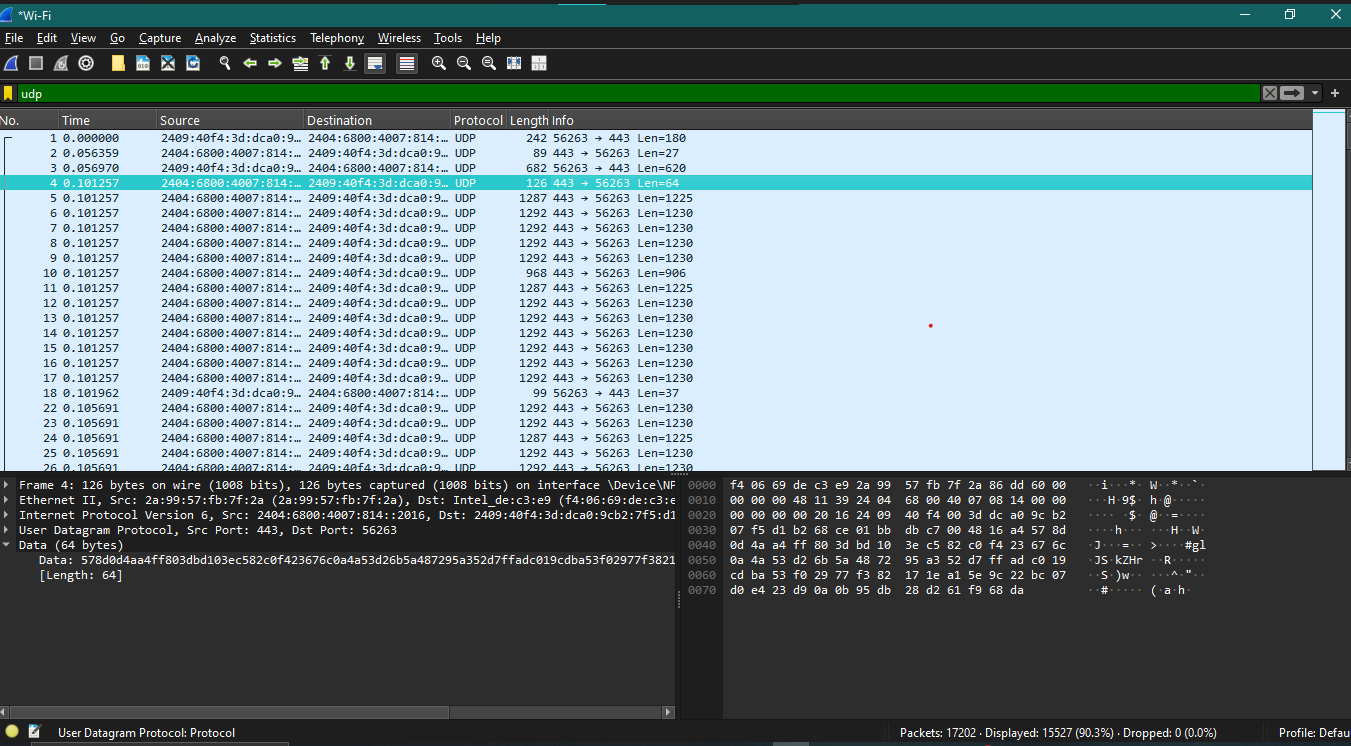 *Wi-Fi
File Edit View Go Capture Analyze Statistics Telephony Wireless Tools Help
udp
No. Time Source Destination Protocol Length Info
1 0.000000 2409:40f4:3d:dca0:9… 2404:6800:4007:814:… UDP 242 56263 → 443 Len=180
2 0.056359 2404:6800:4007:814:… 2409:40f4:3d:dca0:9… UDP 89 443 → 56263 Len=27
3 0.056970 2409:40f4:3d:dca0:9… 2404:6800:4007:814:… UDP 682 56263 → 443 Len=620
4 0.101257 2404:6800:4007:814:… 2409:40f4:3d:dca0:9… UDP 126 443 → 56263 Len=64
5 0.101257 2404:6800:4007:814:… 2409:40f4:3d:dca0:9… UDP 1287 443 → 56263 Len=1225
6 0.101257 2404:6800:4007:814:… 2409:40f4:3d:dca0:9… UDP 1292 443 → 56263 Len=1230
7 0.101257 2404:6800:4007:814:… 2409:40f4:3d:dca0:9… UDP 1292 443 → 56263 Len=1230
8 0.101257 2404:6800:4007:814:… 2409:40f4:3d:dca0:9… UDP 1292 443 → 56263 Len=1230
9 0.101257 2404:6800:4007:814:… 2409:40f4:3d:dca0:9… UDP 1292 443 → 56263 Len=1230
10 0.101257 2404:6800:4007:814:… 2409:40f4:3d:dca0:9… UDP 968 443 → 56263 Len=906
11 0.101257 2404:6800:4007:814:… 2409:40f4:3d:dca0:9… UDP 1287 443 → 56263 Len=1225
12 0.101257 2404:6800:4007:814:… 2409:40f4:3d:dca0:9… UDP 1292 443 → 56263 Len=1230
13 0.101257 2404:6800:4007:814:… 2409:40f4:3d:dca0:9… UDP 1292 443 → 56263 Len=1230
14 0.101257 2404:6800:4007:814:… 2409:40f4:3d:dca0:9… UDP 1292 443 → 56263 Len=1230
15 0.101257 2404:6800:4007:814:… 2409:40f4:3d:dca0:9… UDP 1292 443 → 56263 Len=1230
16 0.101257 2404:6800:4007:814:… 2409:40f4:3d:dca0:9… UDP 1292 443 → 56263 Len=1230
17 0.101257 2404:6800:4007:814:… 2409:40f4:3d:dca0:9… UDP 1292 443 → 56263 Len=1230
18 0.101962 2409:40f4:3d:dca0:9… 2404:6800:4007:814:… UDP 99 56263 → 443 Len=37
22 0.105691 2404:6800:4007:814:… 2409:40f4:3d:dca0:9… UDP 1292 443 → 56263 Len=1230
23 0.105691 2404:6800:4007:814:… 2409:40f4:3d:dca0:9… UDP 1292 443 → 56263 Len=1230
24 0.105691 2404:6800:4007:814:… 2409:40f4:3d:dca0:9… UDP 1287 443 → 56263 Len=1225
25 0.105691 2404:6800:4007:814:… 2409:40f4:3d:dca0:9… UDP 1292 443 → 56263 Len=1230
26 0.105691 2404:6800:4007:814:… 2409:40f4:3d:dca0:9… UDP 1292 443 → 56263 Len=1230
Frame 4: 126 bytes on wire (1008 bits), 126 bytes captured (1008 bits) on interface \Device\NP
Ethernet II, Src: 2a:99:57:fb:7f:2a (2a:99:57:fb:7f:2a), Dst: Intel_de:c3:e9 (f4:06:69:de:c3:e
Internet Protocol Version 6, Src: 2404:6800:4007:814::2016, Dst: 2409:40f4:3d:dca0:9cb2:7f5:d1
User Datagram Protocol, Src Port: 443, Dst Port: 56263
Data (64 bytes)
Data: 578d0d4aa4ff803dbd103ec582c0f423676c0a4a53d26b5a487295a352d7ffadc019cdba53f02977f3821
[Length: 64]
0000 f4 06 69 de c3 e9 2a 99 57 fb 7f 2a 86 dd 60 00 ··i···*· W··*··`·
0010 00 00 00 48 11 39 24 04 68 00 40 07 08 14 00 00 ···H·9$· h·@·····
0020 00 00 00 00 20 16 24 09 40 f4 00 3d dc a0 9c b2 ···· ·$· @··=····
0030 07 f5 d1 b2 68 ce 01 bb db c7 00 48 16 a4 57 8d ····h··· ···H··W·
0040 0d 4a a4 ff 80 3d bd 10 3e c5 82 c0 f4 23 67 6c ·J···=·· >····#gl
0050 0a 4a 53 d2 6b 5a 48 72 95 a3 52 d7 ff ad c0 19 ·JS·kZHr ··R·····
0060 cd ba 53 f0 29 77 f3 82 17 1e a1 5e 9c 22 bc 07 ··S·)w·· ···^·"··
0070 d0 e4 23 d9 0a 0b 95 db 28 d2 61 f9 68 da ··#····· (·a·h·
User Datagram Protocol: Protocol
Packets: 17202 · Displayed: 15527 (90.3%) · Dropped: 0 (0.0%)
Profile: Defau